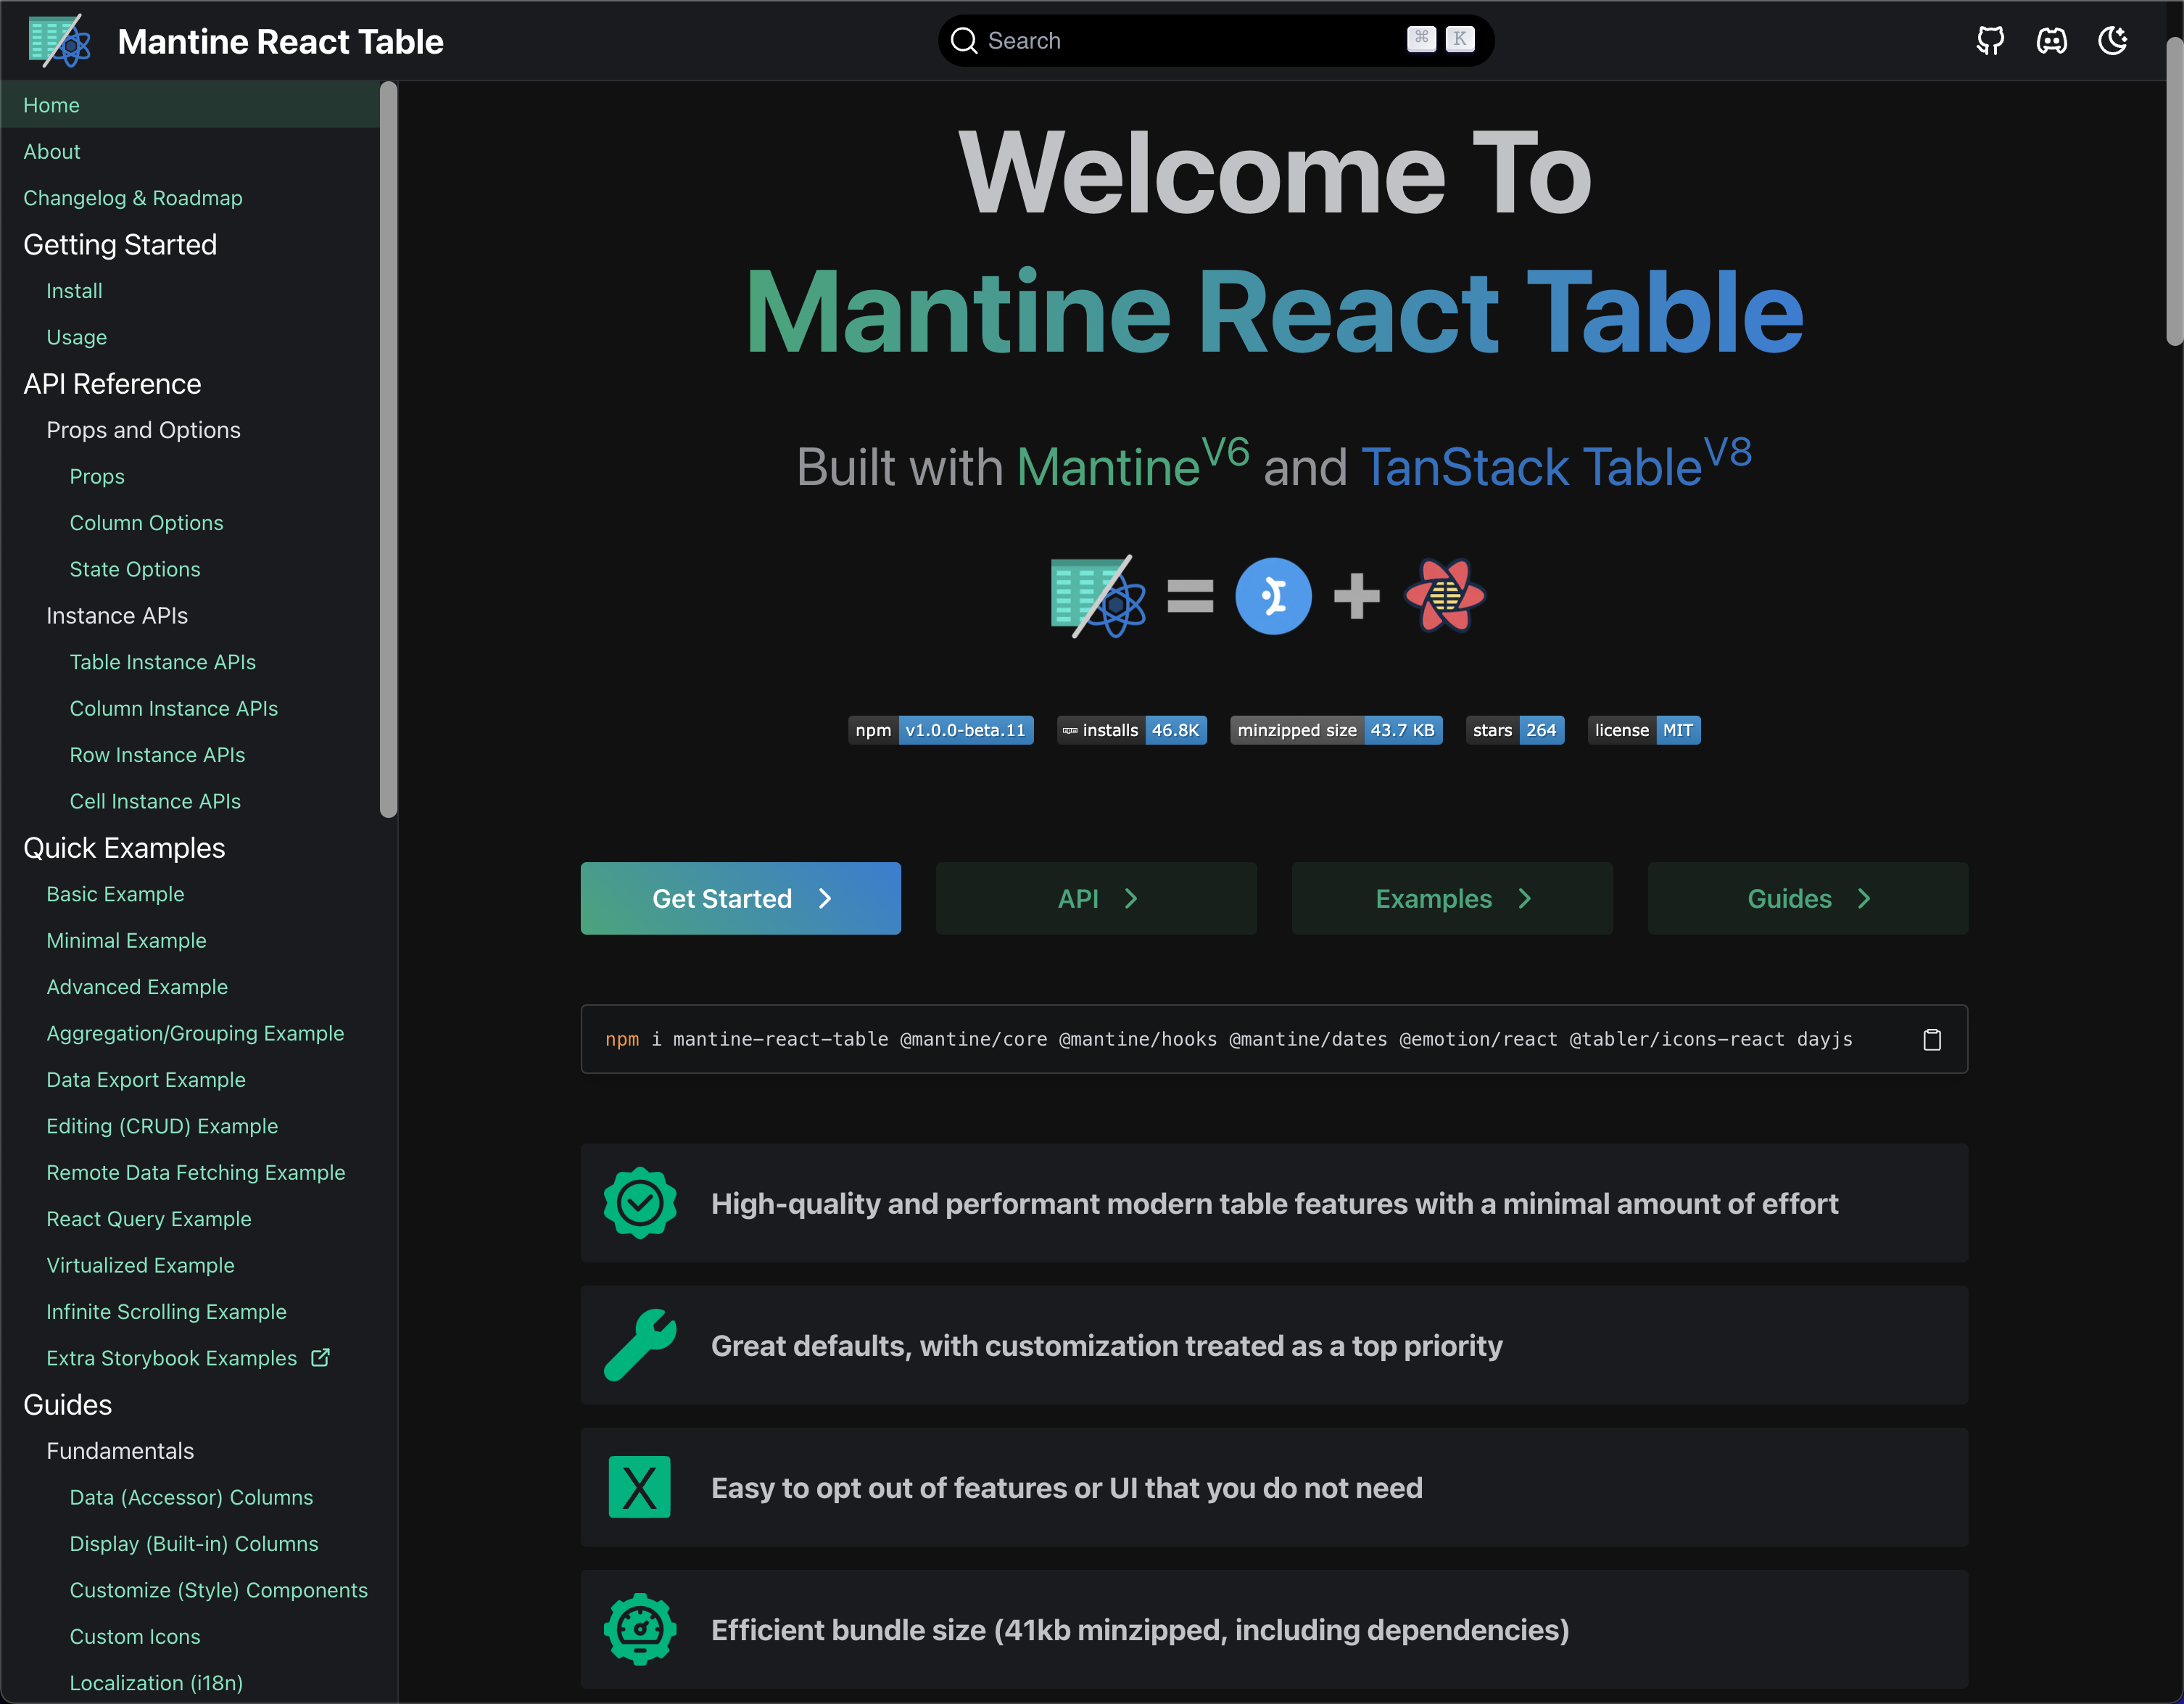 Mantine React Table
Search
⌘ K
Home
About
Changelog & Roadmap
Getting Started
Install
Usage
API Reference
Props and Options
Props
Column Options
State Options
Instance APIs
Table Instance APIs
Column Instance APIs
Row Instance APIs
Cell Instance APIs
Quick Examples
Basic Example
Minimal Example
Advanced Example
Aggregation/Grouping Example
Data Export Example
Editing (CRUD) Example
Remote Data Fetching Example
React Query Example
Virtualized Example
Infinite Scrolling Example
Extra Storybook Examples
Guides
Fundamentals
Data (Accessor) Columns
Display (Built-in) Columns
Customize (Style) Components
Custom Icons
Localization (i18n)
Welcome To
Mantine React Table
Built with Mantine V6 and TanStack Table V8
npm v1.0.0-beta.11
npm installs 46.8K
minzipped size 43.7 KB
stars 264
license MIT
Get Started
API
Examples
Guides
npm i mantine-react-table @mantine/core @mantine/hooks @mantine/dates @emotion/react @tabler/icons-react dayjs
High-quality and performant modern table features with a minimal amount of effort
Great defaults, with customization treated as a top priority
X
Easy to opt out of features or UI that you do not need
Efficient bundle size (41kb minzipped, including dependencies)